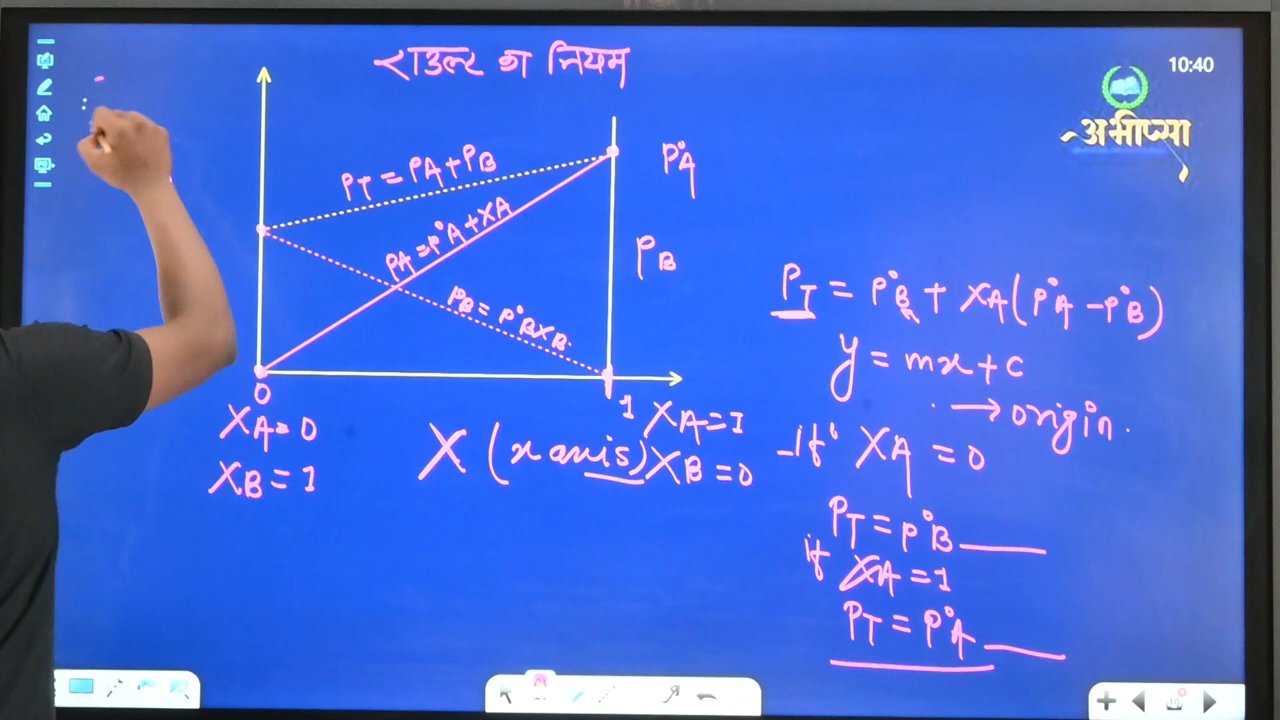 राउल्ट का नियम
10:40
अभीप्सा
PT = PA + PB
P°A
PA = P°A + XA
PB
PB = P°B XB
PT = P°B + XA (P°A - P°B)
y = mx + c
→ origin.
0
1
XA = 0
XB = 1
X (x axis)
XA = 1
XB = 0
If XA = 0
PT = P°B
if XA = 1
PT = P°A